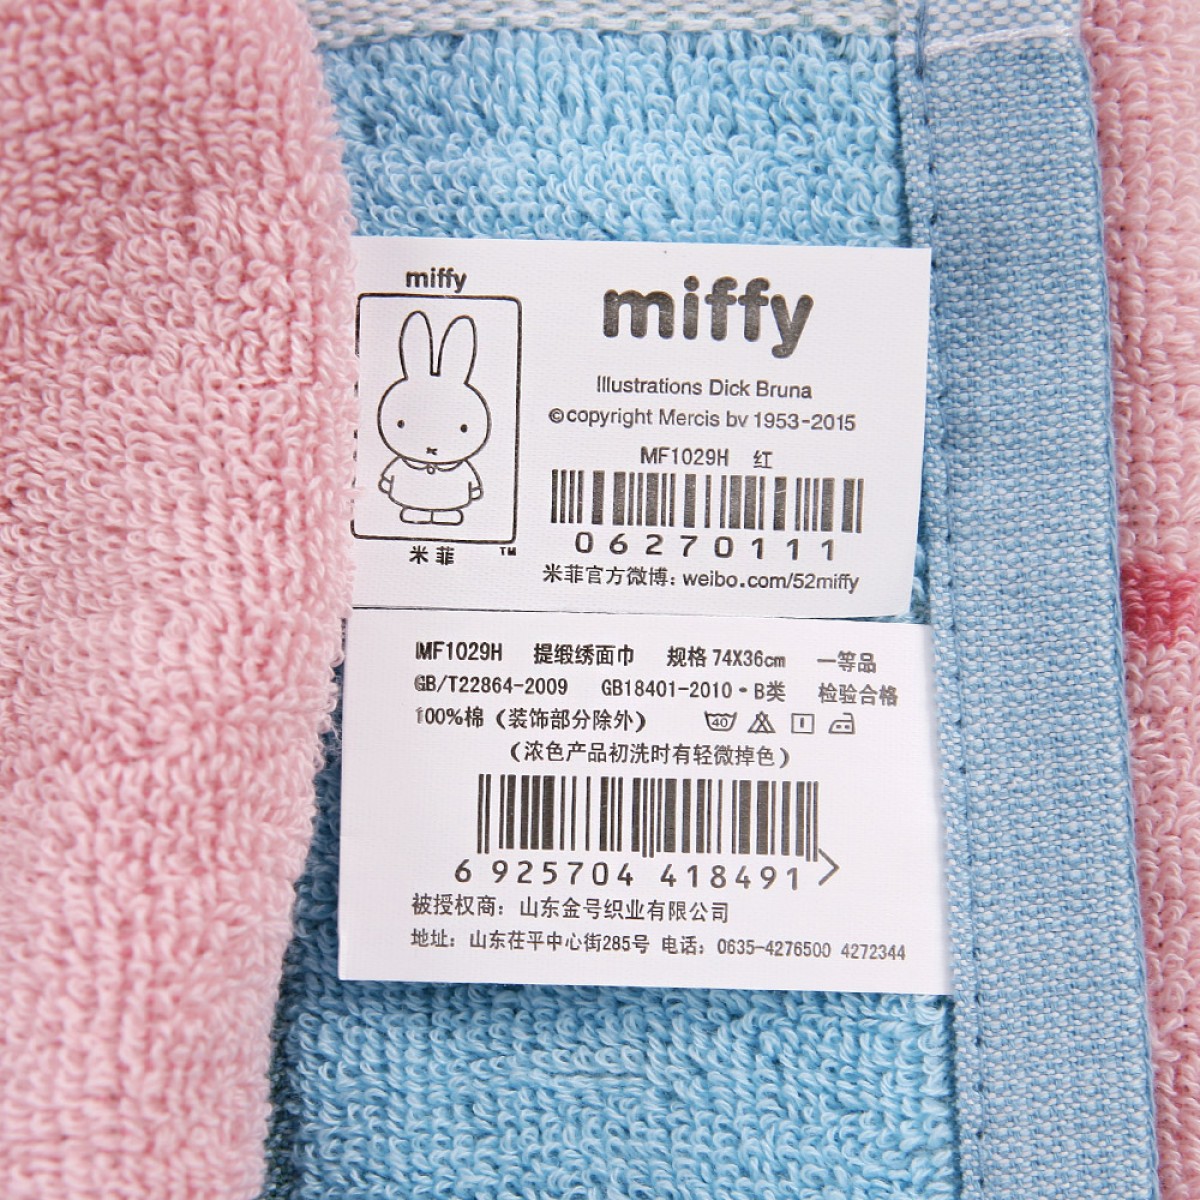 miffy
米菲
TM
miffy
Illustrations Dick Bruna
©copyright Mercis bv 1953-2015
MF1029H 红
06270111
米菲官方微博: weibo.com/52miffy
MF1029H 提缎绣面巾 规格 74X36cm 一等品
GB/T22864-2009 GB18401-2010·B类 检验合格
100%棉（装饰部分除外） 40
（浓色产品初洗时有轻微掉色）
6 925704 418491
被授权商: 山东金号织业有限公司
地址: 山东茌平中心街285号 电话: 0635-4276500 4272344